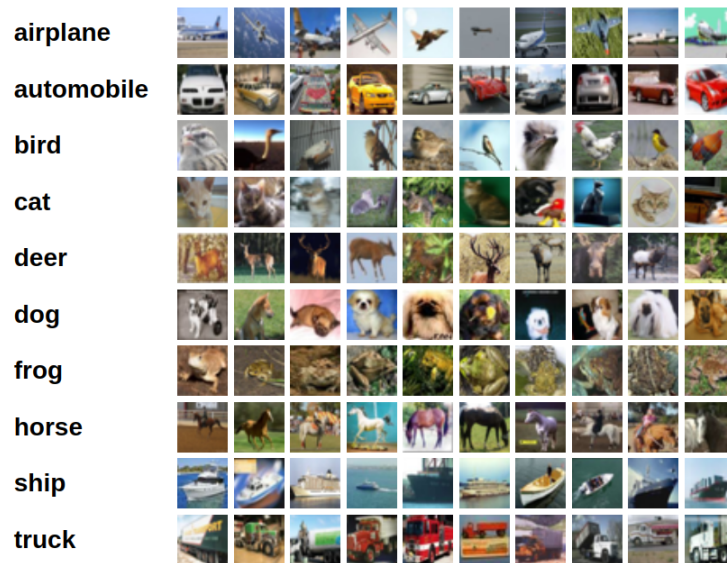 airplane
automobile
bird
cat
deer
dog
frog
horse
ship
truck